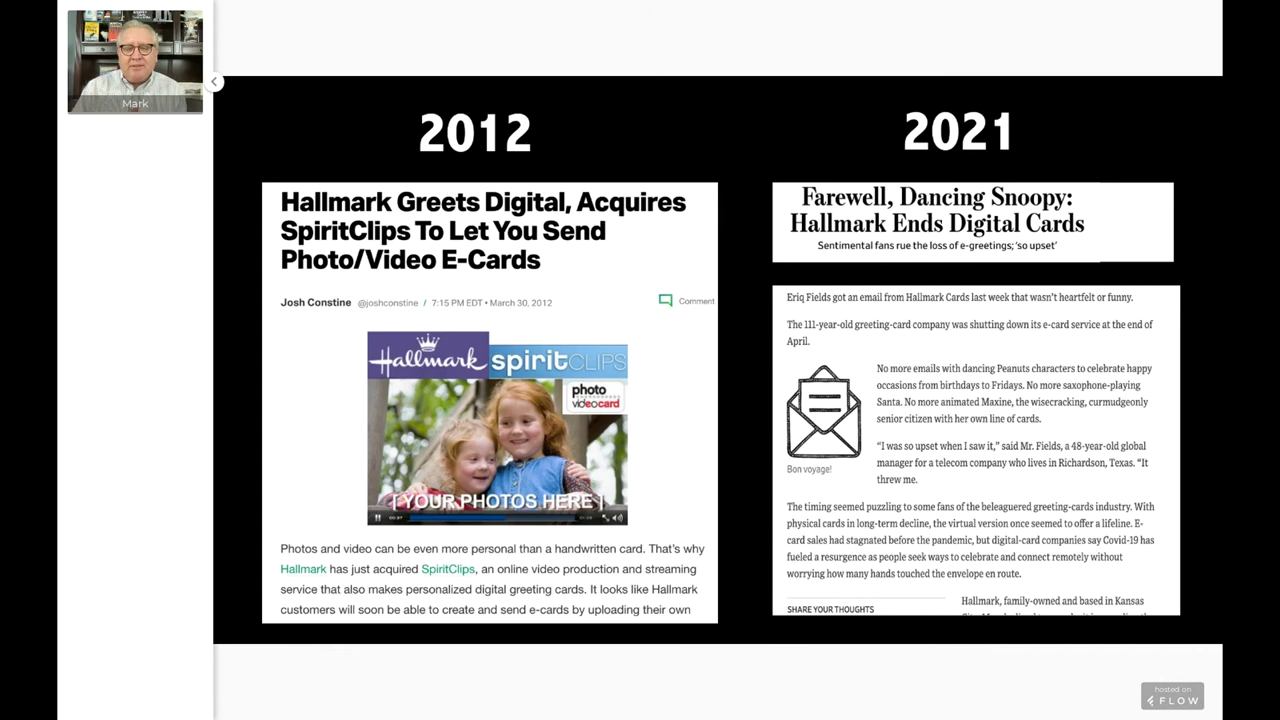 Mark
2012
2021
Hallmark Greets Digital, Acquires
SpiritClips To Let You Send
Photo/Video E-Cards
Josh Constine @joshconstine / 7:15 PM EDT • March 30, 2012
Comment
Hallmark spiritCLIPS
photo
videocard
[ YOUR PHOTOS HERE ]
Photos and video can be even more personal than a handwritten card. That's why
Hallmark has just acquired SpiritClips, an online video production and streaming
service that also makes personalized digital greeting cards. It looks like Hallmark
customers will soon be able to create and send e-cards by uploading their own
Farewell, Dancing Snoopy:
Hallmark Ends Digital Cards
Sentimental fans rue the loss of e-greetings; 'so upset'
Eriq Fields got an email from Hallmark Cards last week that wasn't heartfelt or funny.
The 111-year-old greeting-card company was shutting down its e-card service at the end of
April.
No more emails with dancing Peanuts characters to celebrate happy
occasions from birthdays to Fridays. No more saxophone-playing
Santa. No more animated Maxine, the wisecracking, curmudgeonly
senior citizen with her own line of cards.
Bon voyage!
“I was so upset when I saw it,” said Mr. Fields, a 48-year-old global
manager for a telecom company who lives in Richardson, Texas. “It
threw me.
The timing seemed puzzling to some fans of the beleaguered greeting-cards industry. With
physical cards in long-term decline, the virtual version once seemed to offer a lifeline. E-
card sales had stagnated before the pandemic, but digital-card companies say Covid-19 has
fueled a resurgence as people seek ways to celebrate and connect remotely without
worrying how many hands touched the envelope en route.
SHARE YOUR THOUGHTS
Hallmark, family-owned and based in Kansas
hosted on
FLOW